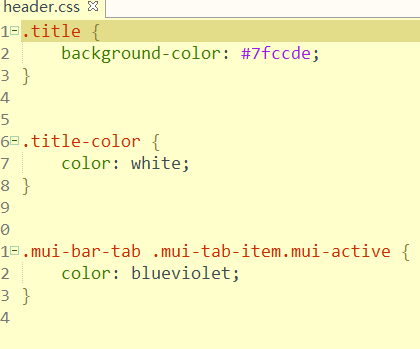 header.css
1 .title {
2 background-color: #7fccde;
3 }
4
5
6 .title-color {
7 color: white;
8 }
9
0
1 .mui-bar-tab .mui-tab-item.mui-active {
2 color: blueviolet;
3 }
4